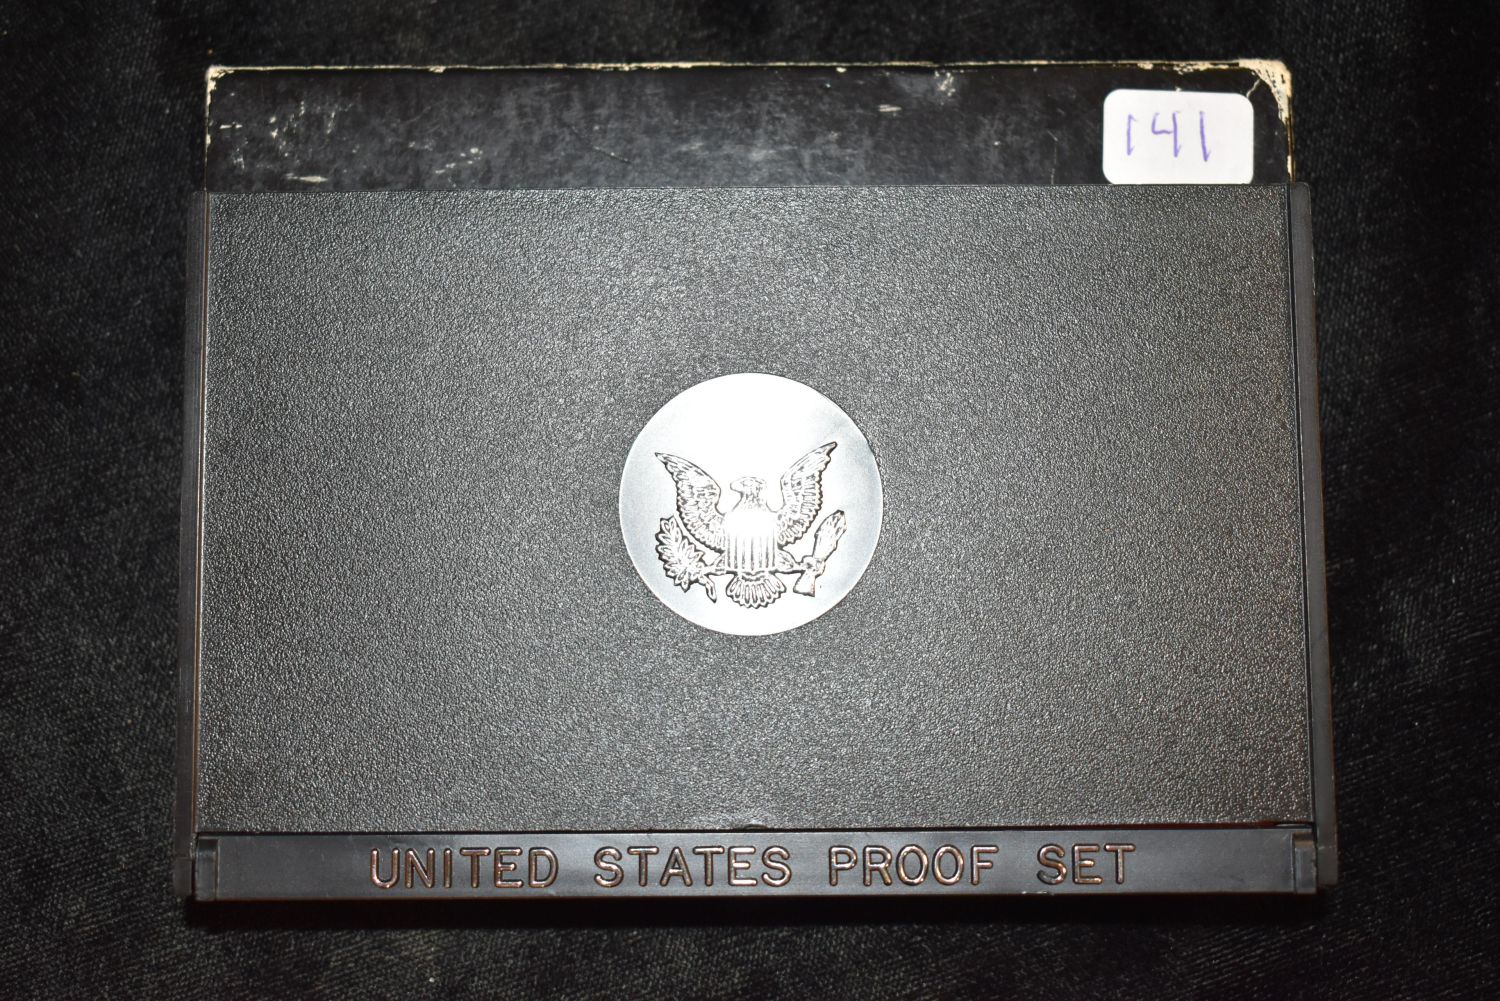 141
UNITED STATES PROOF SET